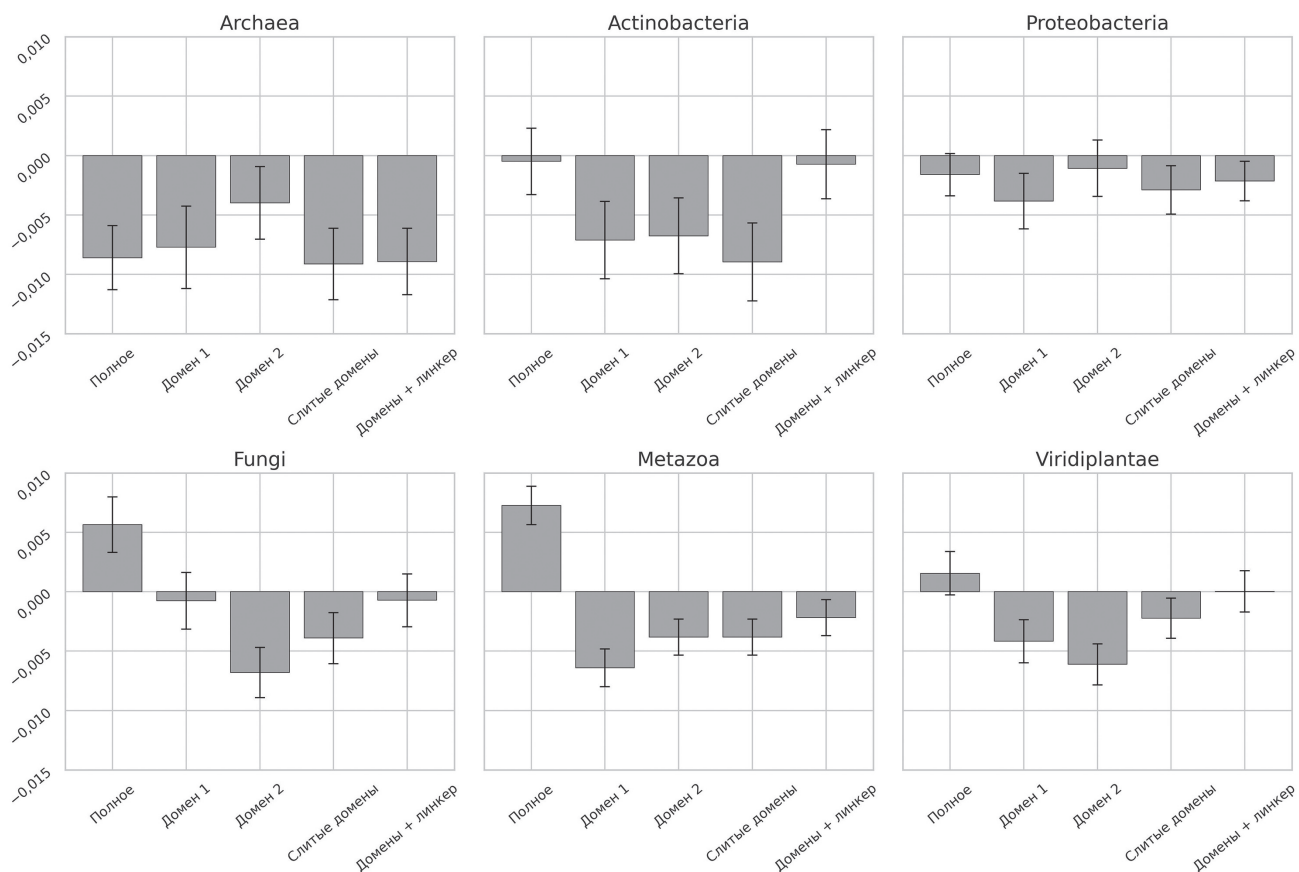 Archaea
Actinobacteria
Proteobacteria
0,010
0,005
0,000
−0,005
−0,010
−0,015
Полное
Домен 1
Домен 2
Слитые домены
Домены + линкер
Полное
Домен 1
Домен 2
Слитые домены
Домены + линкер
Полное
Домен 1
Домен 2
Слитые домены
Домены + линкер
Fungi
Metazoa
Viridiplantae
0,010
0,005
0,000
−0,005
−0,010
−0,015
Полное
Домен 1
Домен 2
Слитые домены
Домены + линкер
Полное
Домен 1
Домен 2
Слитые домены
Домены + линкер
Полное
Домен 1
Домен 2
Слитые домены
Домены + линкер